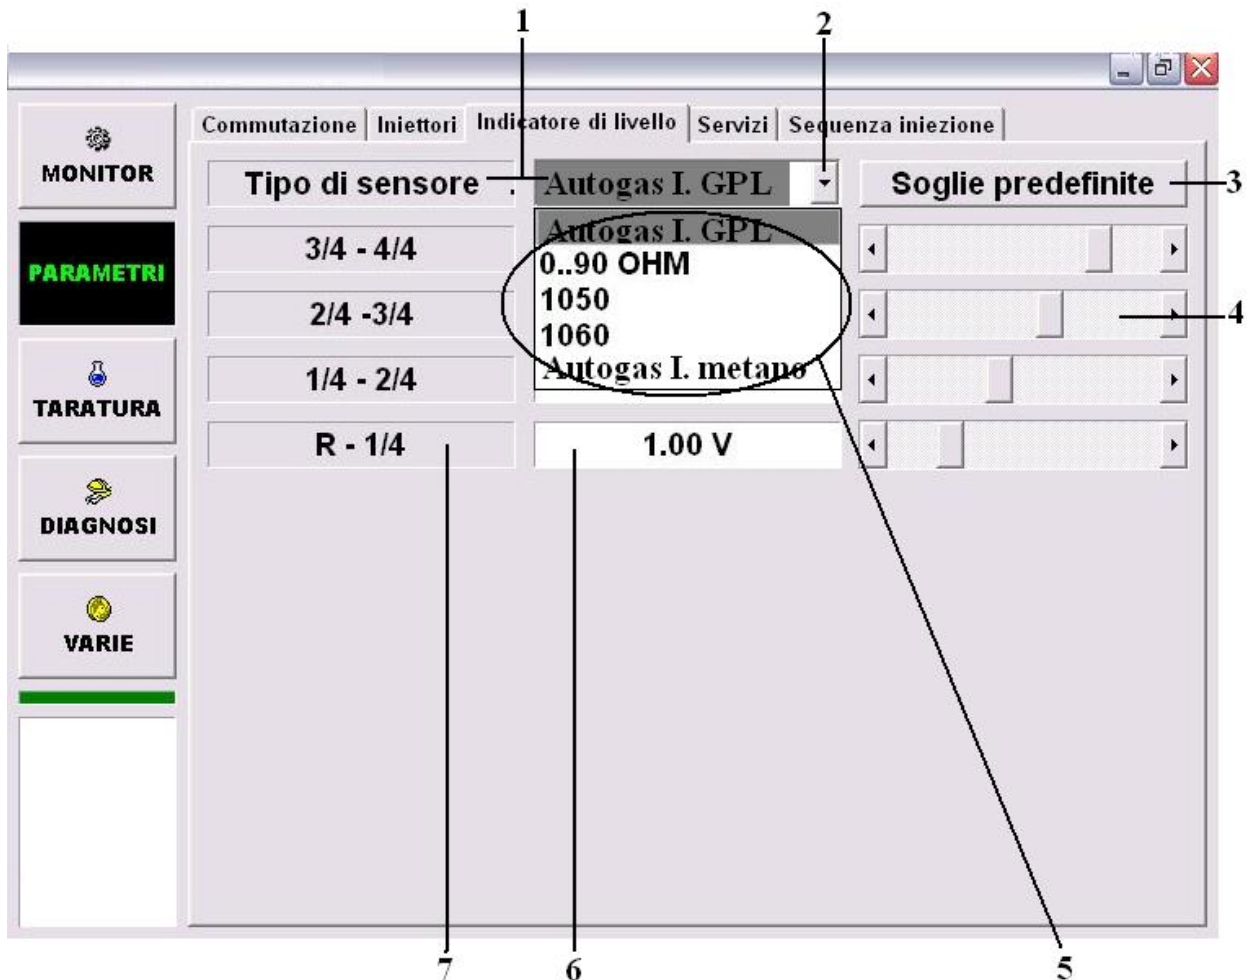 1 2
Commutazione Iniettori Indicatore di livello Servizi Sequenza iniezione
MONITOR
Tipo di sensore . Autogas I. GPL Soglie predefinite 3
Autogas I. GPL
3/4 - 4/4
0..90 OHM
PARAMETRI
1050
2/4 -3/4 4
1060
Autogas I. metano
1/4 - 2/4
TARATURA
R - 1/4 1.00 V
DIAGNOSI
VARIE
7 6 5